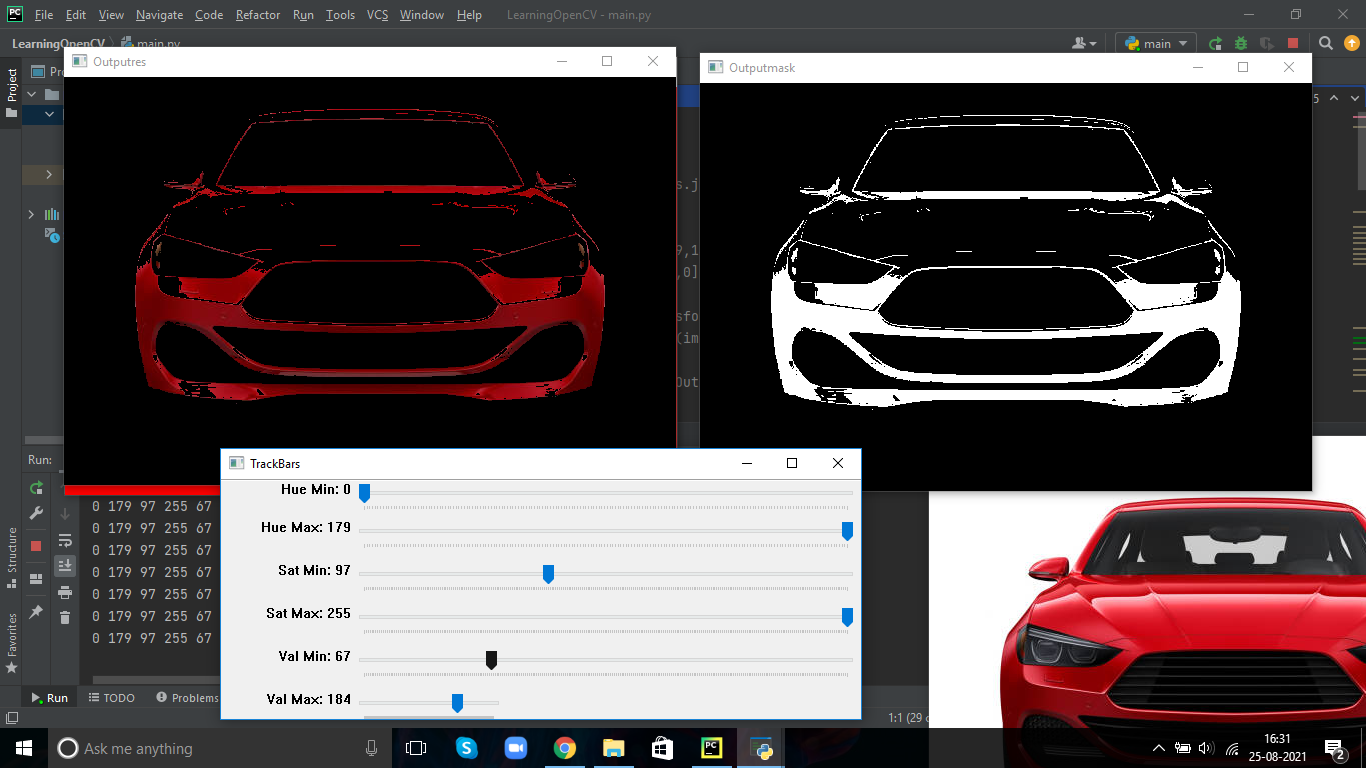 PC File Edit View Navigate Code Refactor Run Tools VCS Window Help LearningOpenCV - main.py
LearningOpenCV main.py
main
Outputres
Outputmask
Project
5
s.j
9,1
,0]
sfo
(im
Out
Run:
TrackBars
Hue Min: 0
Hue Max: 179
Sat Min: 97
Sat Max: 255
Val Min: 67
Val Max: 184
0 179 97 255 67
0 179 97 255 67
0 179 97 255 67
0 179 97 255 67
0 179 97 255 67
0 179 97 255 67
0 179 97 255 67
Structure
Favorites
Run TODO Problems
1:1 (29 c
Ask me anything
PC
16:31
25-08-2021
2